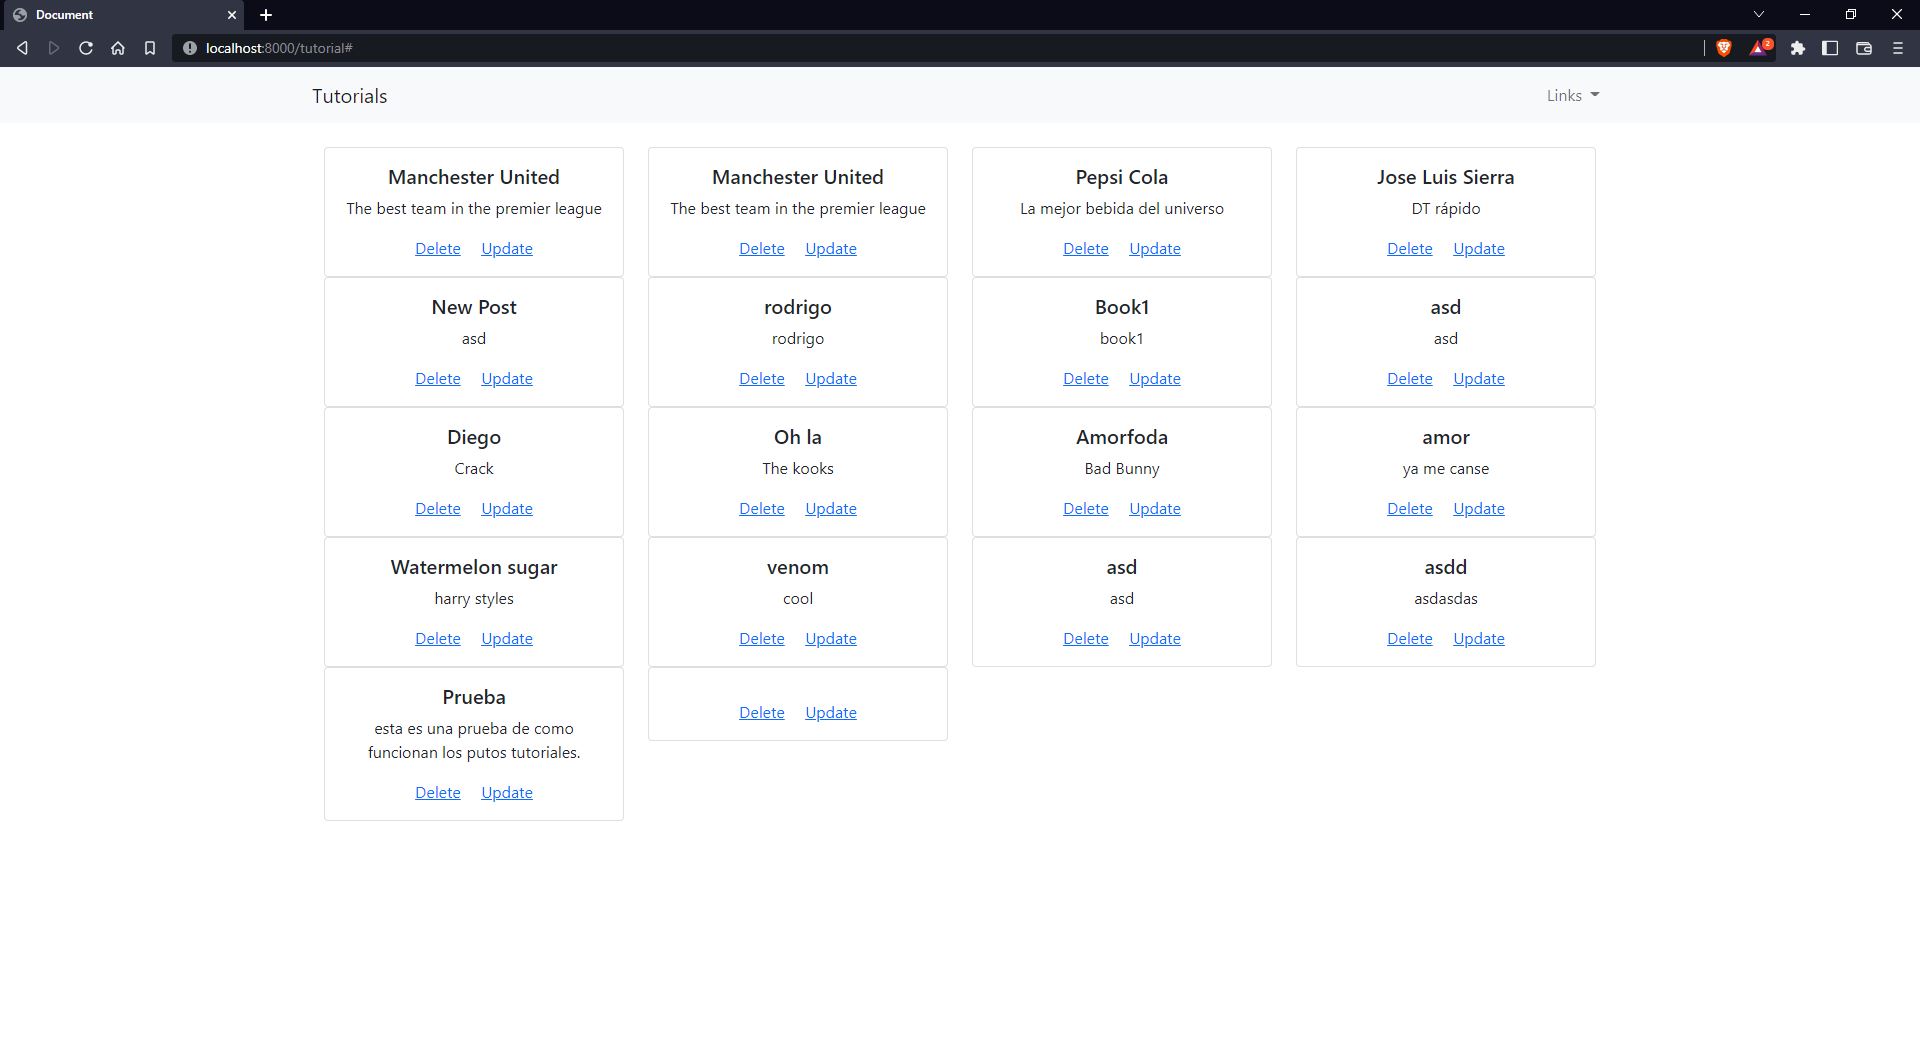 Document
localhost:8000/tutorial#
2
Tutorials
Links
Manchester United
The best team in the premier league
Delete Update
Manchester United
The best team in the premier league
Delete Update
Pepsi Cola
La mejor bebida del universo
Delete Update
Jose Luis Sierra
DT rápido
Delete Update
New Post
asd
Delete Update
rodrigo
rodrigo
Delete Update
Book1
book1
Delete Update
asd
asd
Delete Update
Diego
Crack
Delete Update
Oh la
The kooks
Delete Update
Amorfoda
Bad Bunny
Delete Update
amor
ya me canse
Delete Update
Watermelon sugar
harry styles
Delete Update
venom
cool
Delete Update
asd
asd
Delete Update
asdd
asdasdas
Delete Update
Prueba
esta es una prueba de como
funcionan los putos tutoriales.
Delete Update
Delete Update